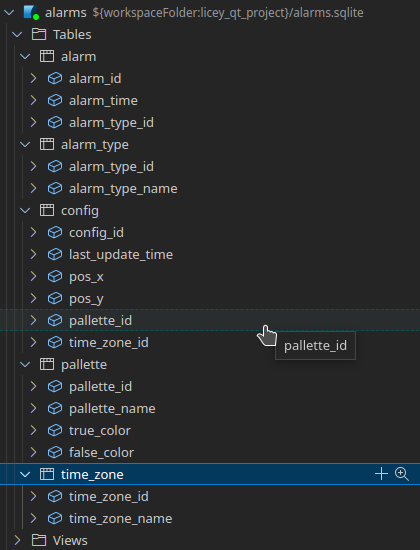 alarms ${workspaceFolder:licey_qt_project}/alarms.sqlite
Tables
alarm
alarm_id
alarm_time
alarm_type_id
alarm_type
alarm_type_id
alarm_type_name
config
config_id
last_update_time
pos_x
pos_y
pallette_id
time_zone_id
pallette_id
pallette
pallette_id
pallette_name
true_color
false_color
time_zone
time_zone_id
time_zone_name
Views